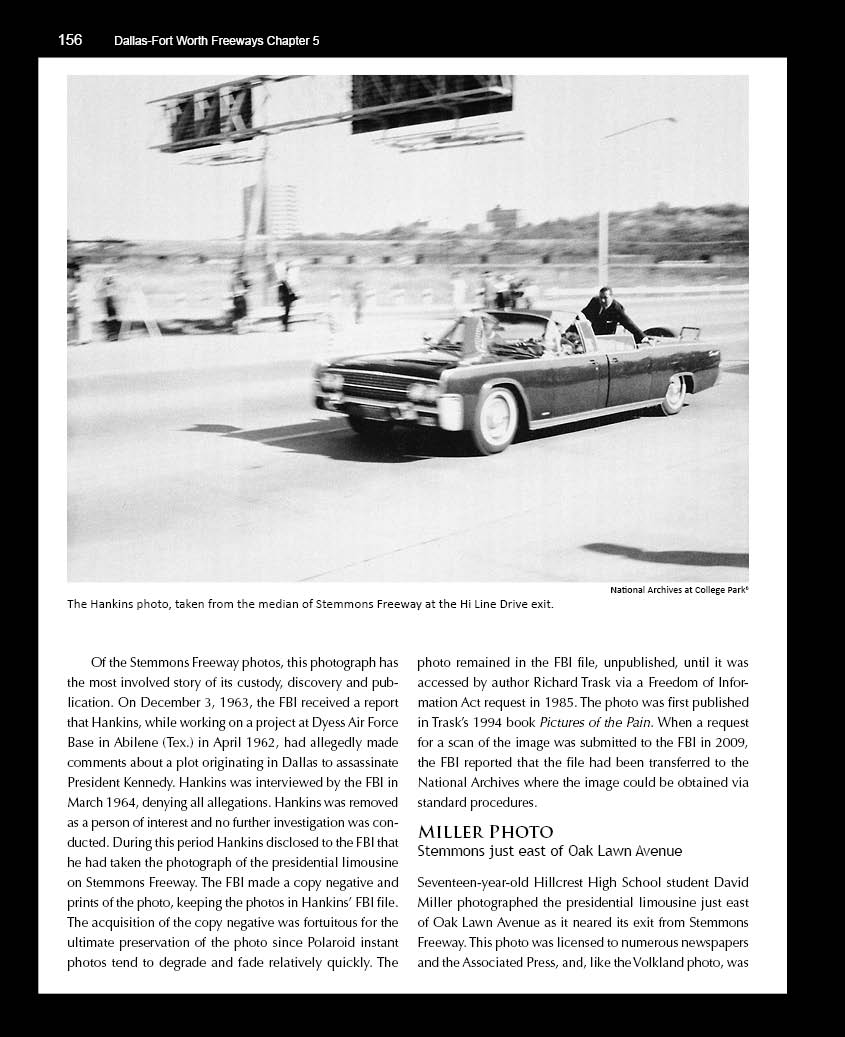 156 Dallas-Fort Worth Freeways Chapter 5
National Archives at College Park⁶
The Hankins photo, taken from the median of Stemmons Freeway at the Hi Line Drive exit.
Of the Stemmons Freeway photos, this photograph has
the most involved story of its custody, discovery and pub-
lication. On December 3, 1963, the FBI received a report
that Hankins, while working on a project at Dyess Air Force
Base in Abilene (Tex.) in April 1962, had allegedly made
comments about a plot originating in Dallas to assassinate
President Kennedy. Hankins was interviewed by the FBI in
March 1964, denying all allegations. Hankins was removed
as a person of interest and no further investigation was con-
ducted. During this period Hankins disclosed to the FBI that
he had taken the photograph of the presidential limousine
on Stemmons Freeway. The FBI made a copy negative and
prints of the photo, keeping the photos in Hankins’ FBI file.
The acquisition of the copy negative was fortuitous for the
ultimate preservation of the photo since Polaroid instant
photos tend to degrade and fade relatively quickly. The
photo remained in the FBI file, unpublished, until it was
accessed by author Richard Trask via a Freedom of Infor-
mation Act request in 1985. The photo was first published
in Trask’s 1994 book Pictures of the Pain. When a request
for a scan of the image was submitted to the FBI in 2009,
the FBI reported that the file had been transferred to the
National Archives where the image could be obtained via
standard procedures.
MILLER PHOTO
Stemmons just east of Oak Lawn Avenue
Seventeen-year-old Hillcrest High School student David
Miller photographed the presidential limousine just east
of Oak Lawn Avenue as it neared its exit from Stemmons
Freeway. This photo was licensed to numerous newspapers
and the Associated Press, and, like the Volkland photo, was